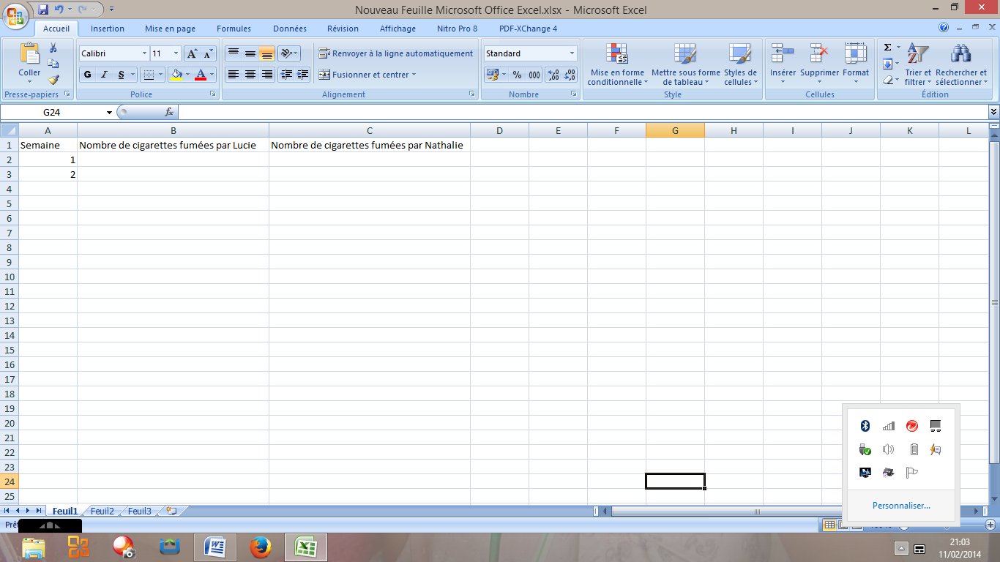 Nouveau Feuille Microsoft Office Excel.xlsx - Microsoft Excel
Accueil Insertion Mise en page Formules Données Révision Affichage Nitro Pro 8 PDF-XChange 4
Coller
Presse-papiers
Calibri 11
G I S
Police
Renvoyer à la ligne automatiquement
Fusionner et centrer
Alignement
Standard
% 000
Nombre
Mise en forme conditionnelle
Mettre sous forme de tableau
Styles de cellules
Style
Insérer Supprimer Format
Cellules
Σ
Trier et filtrer
Rechercher et sélectionner
Édition
G24 fx
A B C D E F G H I J K L
1 Semaine Nombre de cigarettes fumées par Lucie Nombre de cigarettes fumées par Nathalie
2 1
3 2
4
5
6
7
8
9
10
11
12
13
14
15
16
17
18
19
20
21
22
23
24
25
Personnaliser...
Feuil1 Feuil2 Feuil3
21:03
11/02/2014